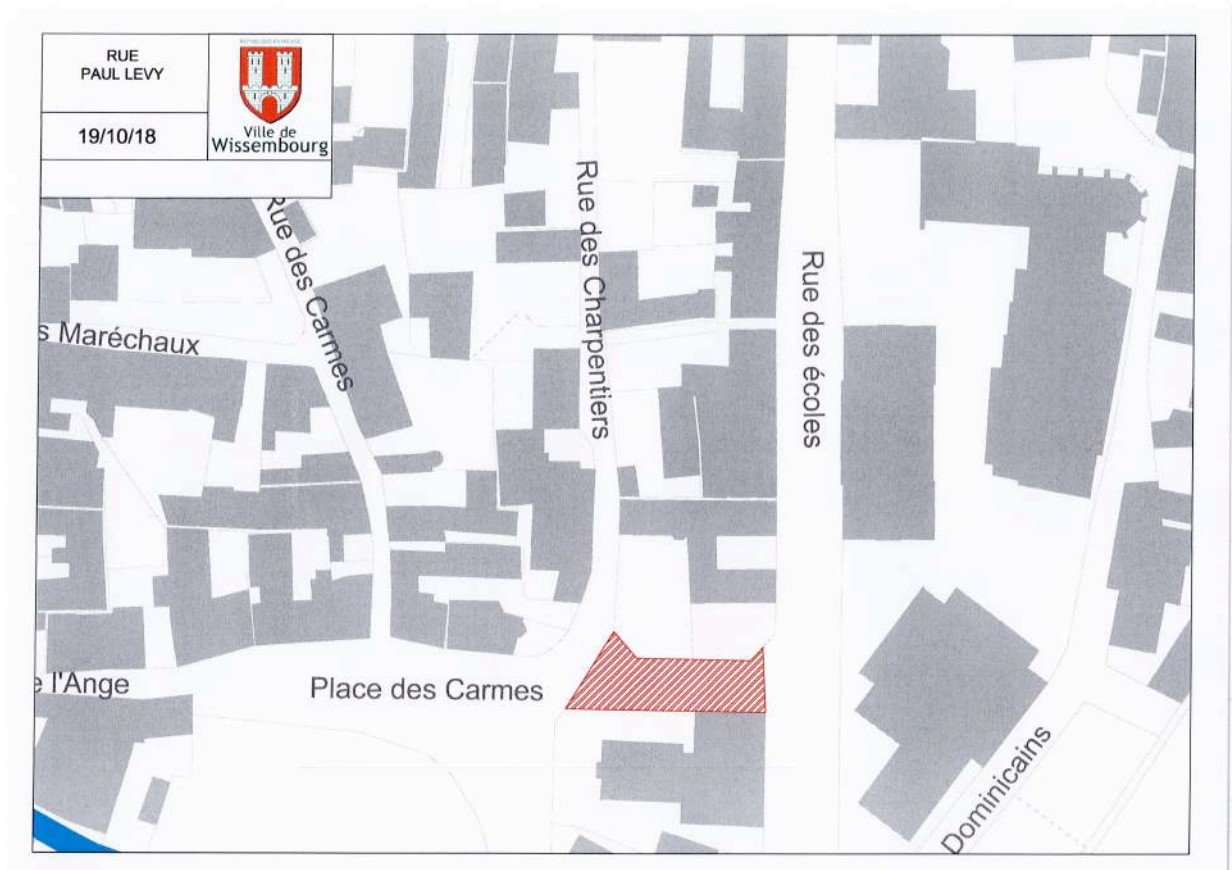 RUE
PAUL LEVY
19/10/18
Ville de
Wissembourg
Rue des Carmes
Rue des Charpentiers
Rue des écoles
s Maréchaux
e l'Ange
Place des Carmes
Dominicains